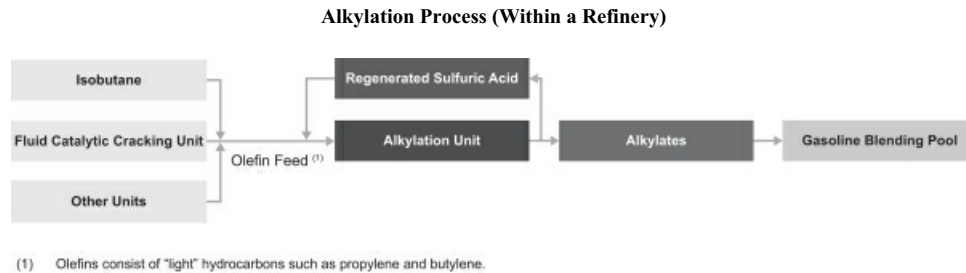 Alkylation Process (Within a Refinery)
Isobutane
Regenerated Sulfuric Acid
Fluid Catalytic Cracking Unit
Olefin Feed (1)
Alkylation Unit
Alkylates
Gasoline Blending Pool
Other Units
(1) Olefins consist of "light" hydrocarbons such as propylene and butylene.